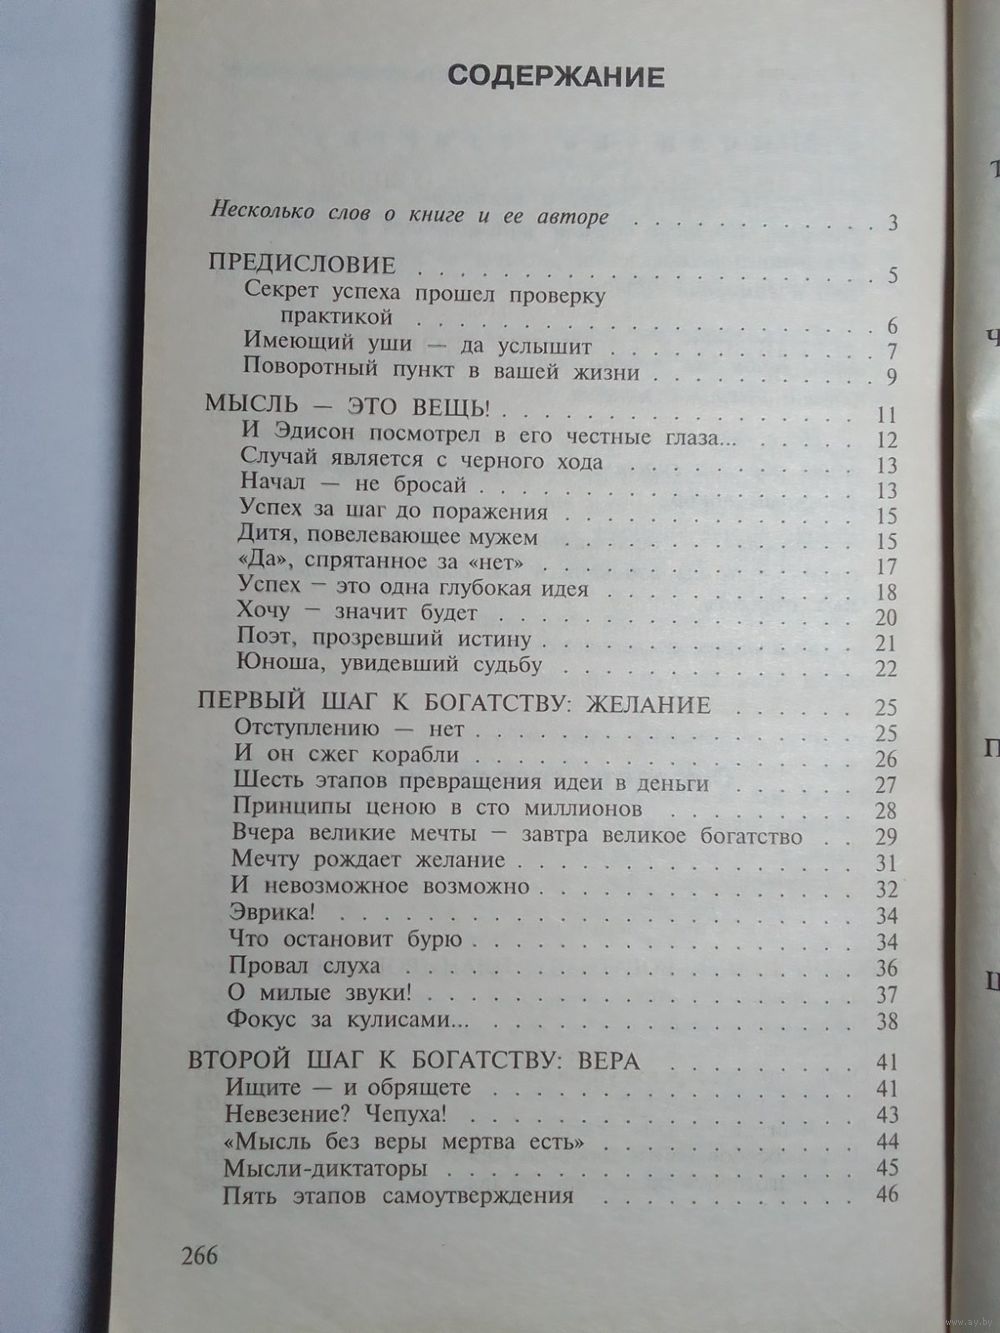 СОДЕРЖАНИЕ
Несколько слов о книге и ее авторе . . . . . . . . . . . 3
ПРЕДИСЛОВИЕ . . . . . . . . . . . . . . . . . . . 5
Секрет успеха прошел проверку
практикой . . . . . . . . . . . . . . . . . . . 6
Имеющий уши — да услышит . . . . . . . . . . . 7
Поворотный пункт в вашей жизни . . . . . . . . . 9
МЫСЛЬ — ЭТО ВЕЩЬ! . . . . . . . . . . . . . . . 11
И Эдисон посмотрел в его честные глаза... . . . . . 12
Случай является с черного хода . . . . . . . . . . 13
Начал — не бросай . . . . . . . . . . . . . . . . 13
Успех за шаг до поражения . . . . . . . . . . . . . 15
Дитя, повелевающее мужем . . . . . . . . . . . . . 15
«Да», спрятанное за «нет» . . . . . . . . . . . . . 17
Успех — это одна глубокая идея . . . . . . . . . . . 18
Хочу — значит будет . . . . . . . . . . . . . . . 20
Поэт, прозревший истину . . . . . . . . . . . . . . 21
Юноша, увидевший судьбу . . . . . . . . . . . . . 22
ПЕРВЫЙ ШАГ К БОГАТСТВУ: ЖЕЛАНИЕ . . . . . . 25
Отступлению — нет . . . . . . . . . . . . . . . . 25
И он сжег корабли . . . . . . . . . . . . . . . . 26
Шесть этапов превращения идеи в деньги . . . . . . 27
Принципы ценою в сто миллионов . . . . . . . . . 28
Вчера великие мечты — завтра великое богатство . . 29
Мечту рождает желание . . . . . . . . . . . . . . . 31
И невозможное возможно . . . . . . . . . . . . . . 32
Эврика! . . . . . . . . . . . . . . . . . . . . 34
Что остановит бурю . . . . . . . . . . . . . . . . 34
Провал слуха . . . . . . . . . . . . . . . . . . 36
О милые звуки! . . . . . . . . . . . . . . . . . . 37
Фокус за кулисами... . . . . . . . . . . . . . . . 38
ВТОРОЙ ШАГ К БОГАТСТВУ: ВЕРА . . . . . . . . . 41
Ищите — и обрящете . . . . . . . . . . . . . . . 41
Невезение? Чепуха! . . . . . . . . . . . . . . . . 43
«Мысль без веры мертва есть» . . . . . . . . . . . 44
Мысли-диктаторы . . . . . . . . . . . . . . . . . 45
Пять этапов самоутверждения . . . . . . . . . . . 46
266
www.ay.by